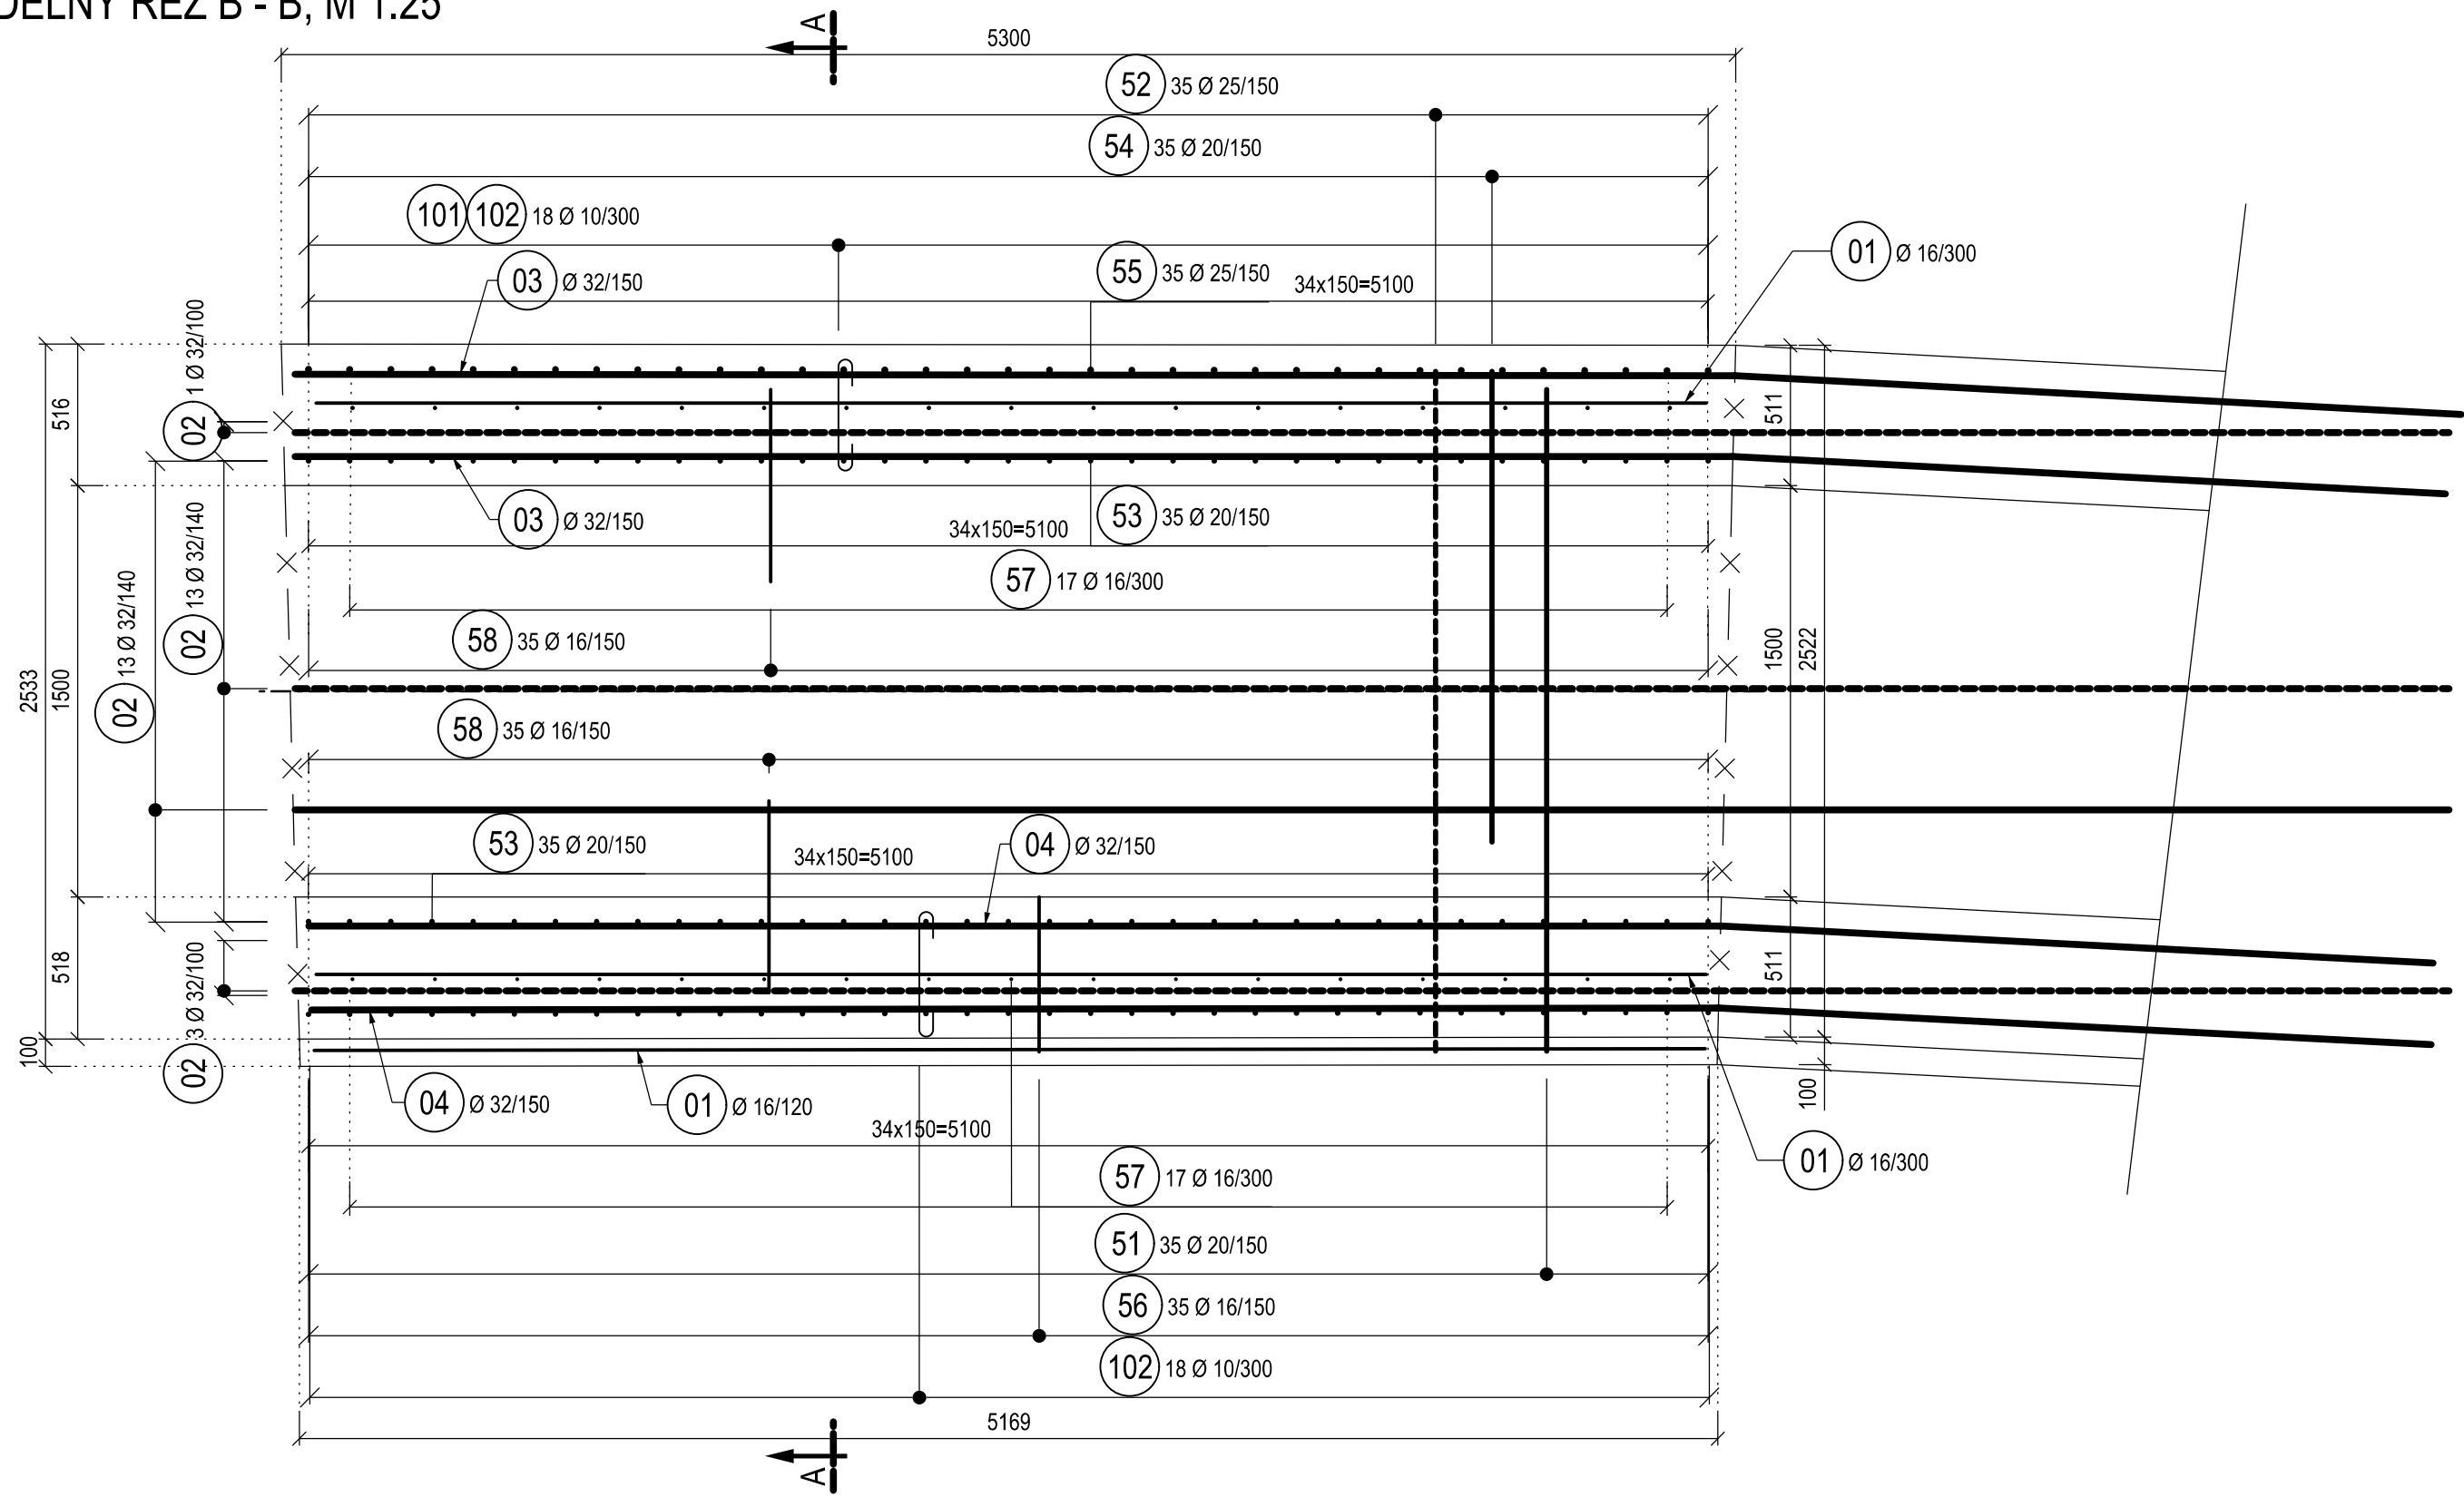 DELNY REZ B - B, M 1:25
A
5300
52 35 Ø 25/150
54 35 Ø 20/150
101 102 18 Ø 10/300
03 Ø 32/150
55 35 Ø 25/150
34x150=5100
01 Ø 16/300
02 1 Ø 32/100
516
511
03 Ø 32/150
53 35 Ø 20/150
34x150=5100
02 13 Ø 32/140
02 13 Ø 32/140
57 17 Ø 16/300
58 35 Ø 16/150
2533
1500
1500
2522
58 35 Ø 16/150
53 35 Ø 20/150
34x150=5100
04 Ø 32/150
518
511
02 3 Ø 32/100
100
100
04 Ø 32/150
01 Ø 16/120
34x150=5100
01 Ø 16/300
57 17 Ø 16/300
51 35 Ø 20/150
56 35 Ø 16/150
102 18 Ø 10/300
5169
A